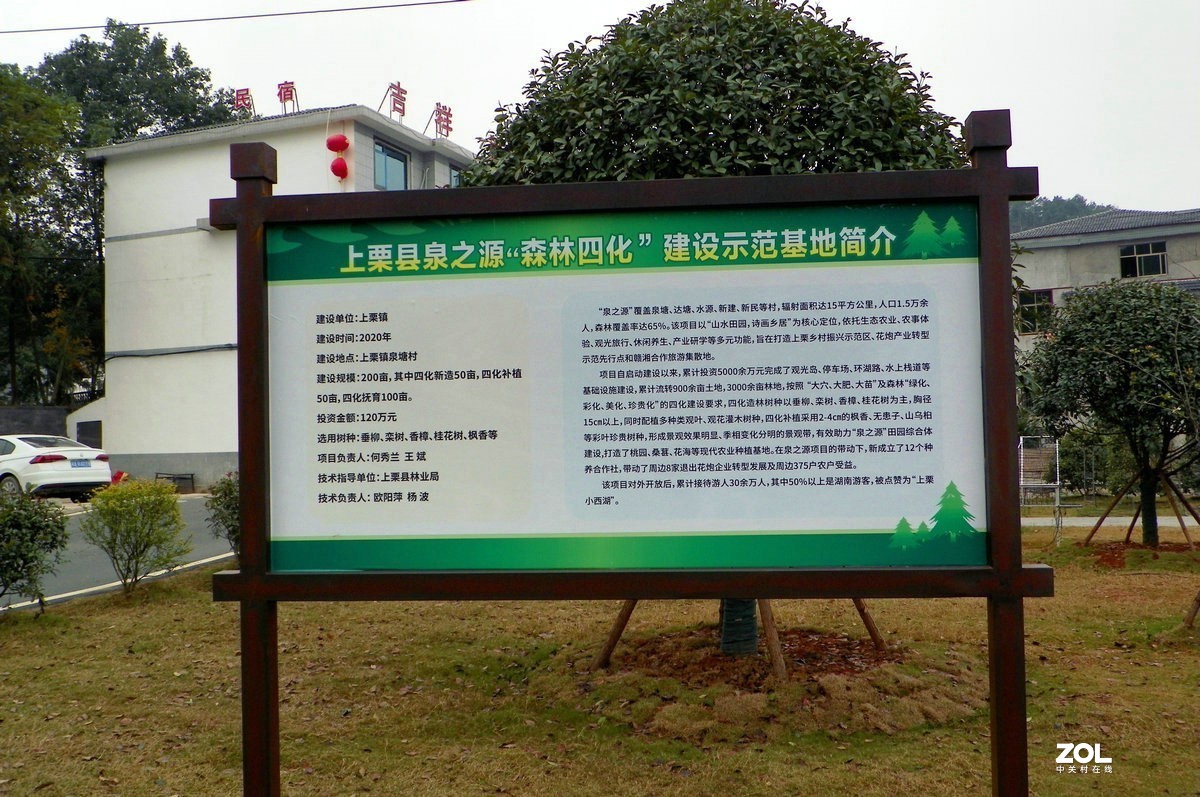 民宿 吉祥
上栗县泉之源“森林四化”建设示范基地简介
建设单位:上栗镇
建设时间:2020年
建设地点:上栗镇泉塘村
建设规模:200亩,其中四化新造50亩,四化补植
50亩,四化抚育100亩。
投资金额:120万元
选用树种:垂柳、栾树、香樟、桂花树、枫香等
项目负责人:何秀兰 王 斌
技术指导单位:上栗县林业局
技术负责人:欧阳萍 杨 波
“泉之源”覆盖泉塘、达塘、水源、新建、新民等村,辐射面积达15平方公里,人口1.5万余
人,森林覆盖率达65%。该项目以“山水田园,诗画乡居”为核心定位,依托生态农业、农事体
验、观光旅行、休闲养生、产业研学等多元功能,旨在打造上栗乡村振兴示范区、花炮产业转型
示范先行点和赣湘合作旅游集散地。
项目自启动建设以来,累计投资5000余万元完成了观光岛、停车场、环湖路、水上栈道等
基础设施建设,累计流转900余亩土地,3000余亩林地,按照“大穴、大肥、大苗”及森林“绿化、
彩化、美化、珍贵化”的四化建设要求,四化造林树种以垂柳、栾树、香樟、桂花树为主,胸径
15cm以上,同时配植多种类观叶、观花灌木树种,四化补植采用2-4cm的枫香、无患子、山乌桕
等彩叶珍贵树种,形成景观效果明显、季相变化分明的景观带,有效助力“泉之源”田园综合体
建设,打造了桃园、桑葚、花海等现代农业种植基地。在泉之源项目的带动下,新成立了12个种
养合作社,带动了周边8家退出花炮企业转型发展及周边375户农户受益。
该项目对外开放后,累计接待游人30余万人,其中50%以上是湖南游客,被点赞为“上栗
小西湖”。
ZOL
中关村在线